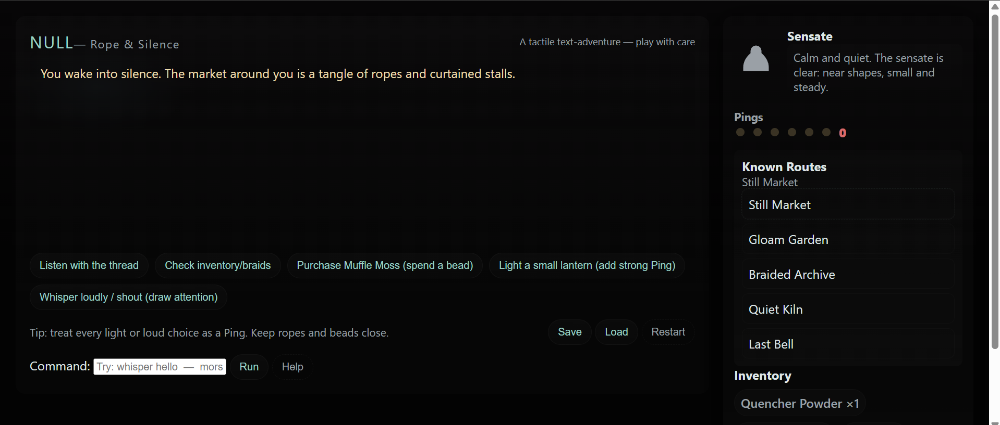 NULL— Rope & Silence
A tactile text-adventure — play with care
You wake into silence. The market around you is a tangle of ropes and curtained stalls.
Listen with the thread
Check inventory/braids
Purchase Muffle Moss (spend a bead)
Light a small lantern (add strong Ping)
Whisper loudly / shout (draw attention)
Tip: treat every light or loud choice as a Ping. Keep ropes and beads close.
Save
Load
Restart
Command:
Try: whisper hello — mors
Run
Help
Sensate
Calm and quiet. The sensate is
clear: near shapes, small and
steady.
Pings
0
Known Routes
Still Market
Still Market
Gloam Garden
Braided Archive
Quiet Kiln
Last Bell
Inventory
Quencher Powder ×1